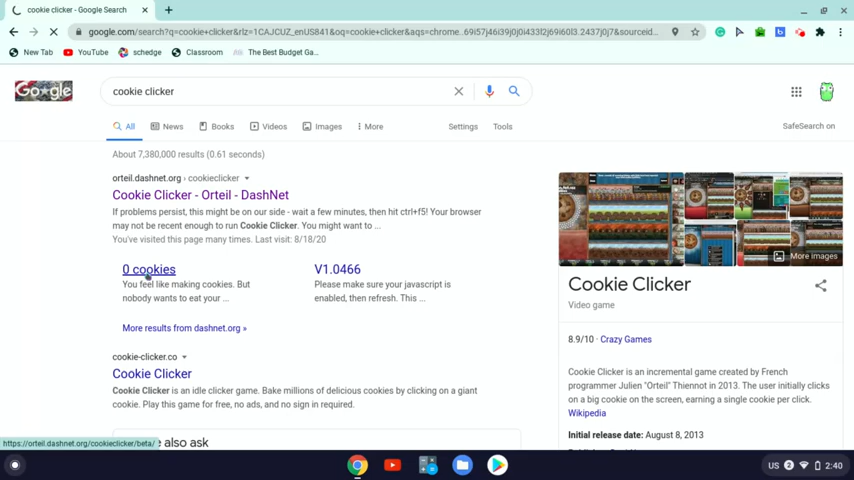 cookie clicker - Google Search
google.com/search?q=cookie+clicker&rlz=1CAJCUZ_enUS841&oq=cookie+clicker&aqs=chrome..69i57j46i39j0j0i433l2j69i60l3.2437j0j7&sourceid...
New Tab
YouTube
schedge
Classroom
The Best Budget Ga...
Google
cookie clicker
All
News
Books
Videos
Images
More
Settings
Tools
SafeSearch on
About 7,380,000 results (0.61 seconds)
orteil.dashnet.org › cookieclicker
Cookie Clicker - Orteil - DashNet
If problems persist, this might be on our side - wait a few minutes, then hit ctrl+f5! Your browser
may not be recent enough to run Cookie Clicker. You might want to ...
You've visited this page many times. Last visit: 8/18/20
0 cookies
You feel like making cookies. But
nobody wants to eat your ...
V1.0466
Please make sure your javascript is
enabled, then refresh. This ...
More results from dashnet.org »
cookie-clicker.co
Cookie Clicker
Cookie Clicker is an idle clicker game. Bake millions of delicious cookies by clicking on a giant
cookie. Play this game for free, no ads, and no sign in required.
also ask
More images
Cookie Clicker
Video game
8.9/10 · Crazy Games
Cookie Clicker is an incremental game created by French
programmer Julien "Orteil" Thiennot in 2013. The user initially clicks
on a big cookie on the screen, earning a single cookie per click.
Wikipedia
Initial release date: August 8, 2013
https://orteil.dashnet.org/cookieclicker/beta/
US
2
2:40